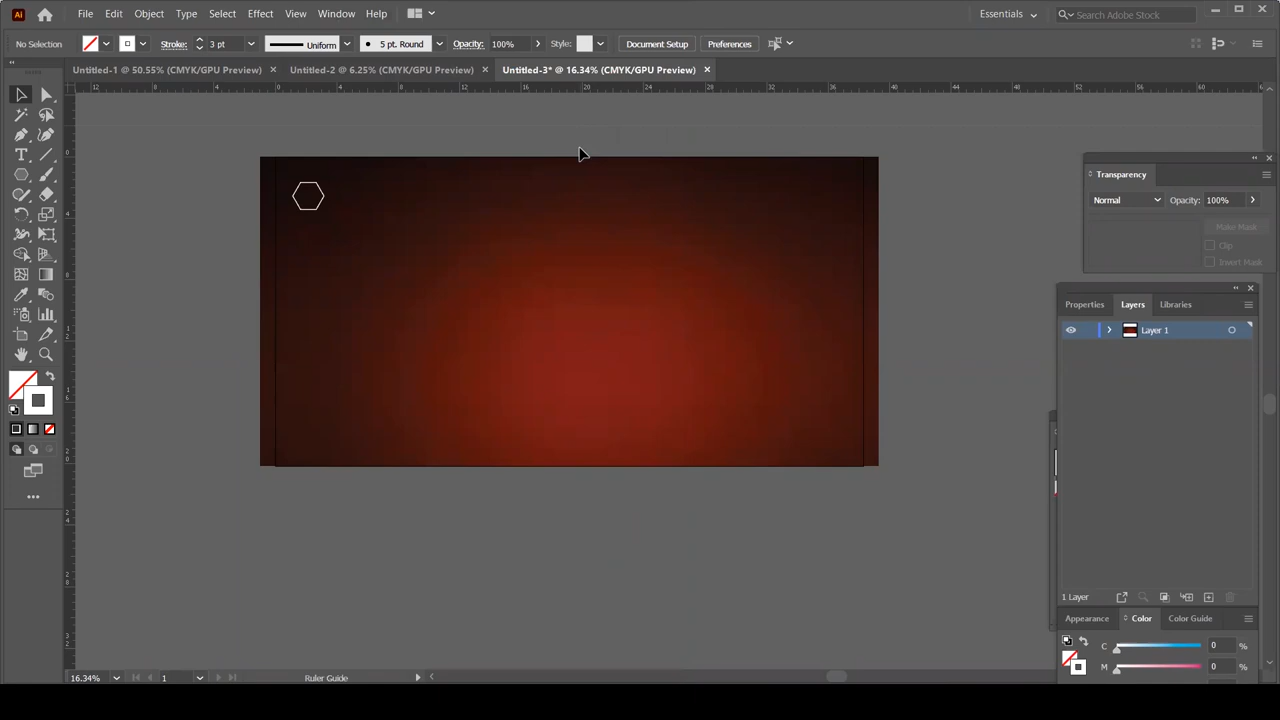 Ai File Edit Object Type Select Effect View Window Help Essentials Search Adobe Stock
No Selection Stroke: 3 pt Uniform 5 pt. Round Opacity: 100% Style: Document Setup Preferences
Untitled-1 @ 50.55% (CMYK/GPU Preview) Untitled-2 @ 6.25% (CMYK/GPU Preview) Untitled-3* @ 16.34% (CMYK/GPU Preview)
Transparency
Normal Opacity: 100%
Make Mask
Clip
Invert Mask
Properties Layers Libraries
Layer 1
1 Layer
Appearance Color Color Guide
C 0 %
M 0 %
16.34% 1 Ruler Guide